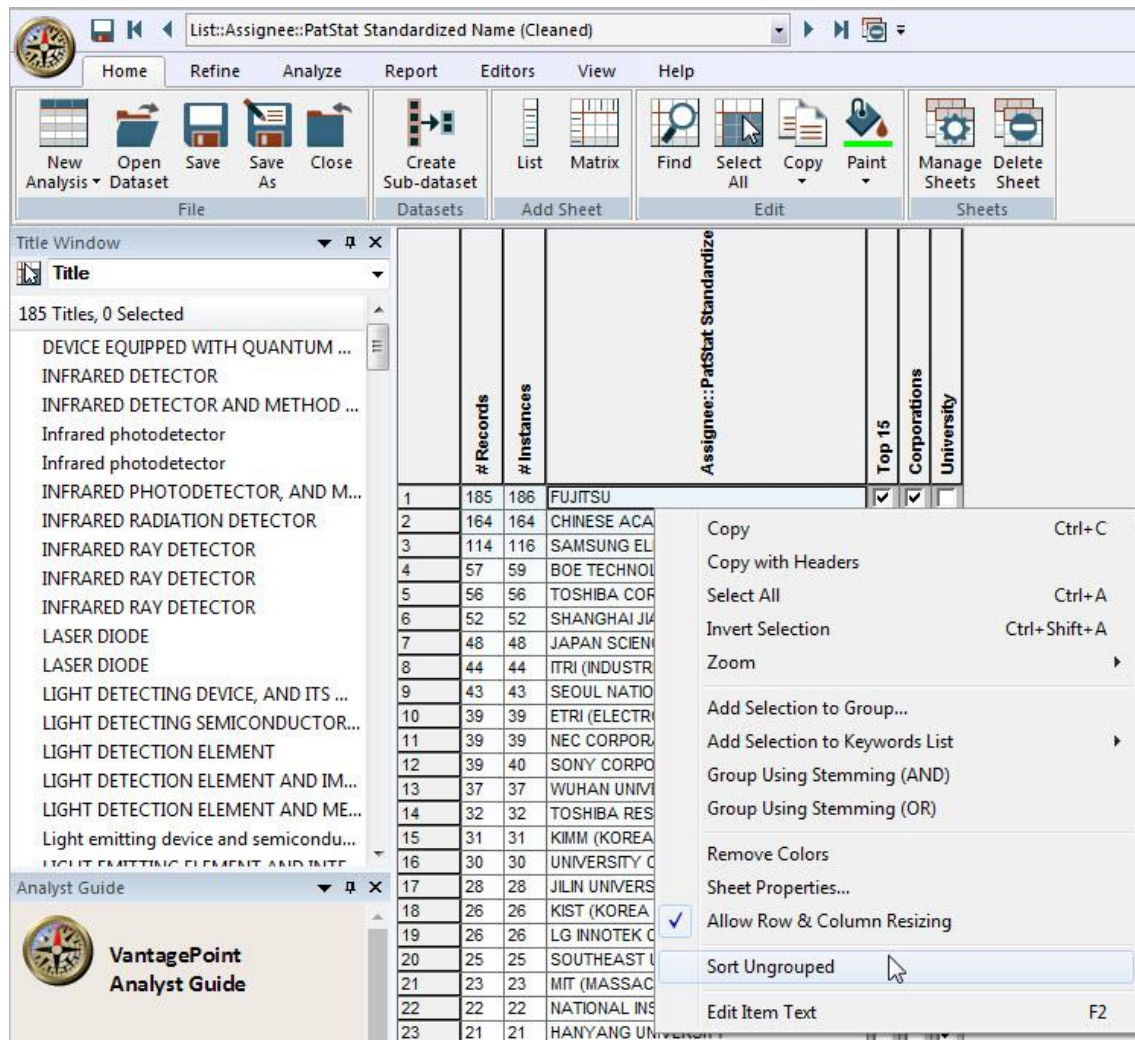 List::Assignee::PatStat Standardized Name (Cleaned)
Home Refine Analyze Report Editors View Help
New Analysis Open Dataset Save Save As Close Create Sub-dataset List Matrix Find Select All Copy Paint Manage Sheets Delete Sheet
File Datasets Add Sheet Edit Sheets
Title Window
Title
185 Titles, 0 Selected
DEVICE EQUIPPED WITH QUANTUM ...
INFRARED DETECTOR
INFRARED DETECTOR AND METHOD ...
Infrared photodetector
Infrared photodetector
INFRARED PHOTODETECTOR, AND M...
INFRARED RADIATION DETECTOR
INFRARED RAY DETECTOR
INFRARED RAY DETECTOR
INFRARED RAY DETECTOR
LASER DIODE
LASER DIODE
LIGHT DETECTING DEVICE, AND ITS ...
LIGHT DETECTING SEMICONDUCTOR...
LIGHT DETECTION ELEMENT
LIGHT DETECTION ELEMENT AND IM...
LIGHT DETECTION ELEMENT AND ME...
Light emitting device and semicondu...
LIGHT EMITTING ELEMENT AND INTE
Analyst Guide
VantagePoint
Analyst Guide
# Records # Instances Assignee::PatStat Standardize Top 15 Corporations University
1 185 186 FUJITSU
2 164 164 CHINESE ACA
3 114 116 SAMSUNG EL
4 57 59 BOE TECHNOL
5 56 56 TOSHIBA COR
6 52 52 SHANGHAI JIA
7 48 48 JAPAN SCIEN
8 44 44 ITRI (INDUSTR
9 43 43 SEOUL NATIO
10 39 39 ETRI (ELECTR
11 39 39 NEC CORPOR
12 39 40 SONY CORPO
13 37 37 WUHAN UNIV
14 32 32 TOSHIBA RES
15 31 31 KIMM (KOREA
16 30 30 UNIVERSITY
17 28 28 JILIN UNIVERS
18 26 26 KIST (KOREA
19 26 26 LG INNOTEK
20 25 25 SOUTHEAST
21 23 23 MIT (MASSAC
22 22 22 NATIONAL INS
23 21 21 HANYANG UNIVERSITY
Copy Ctrl+C
Copy with Headers
Select All Ctrl+A
Invert Selection Ctrl+Shift+A
Zoom
Add Selection to Group...
Add Selection to Keywords List
Group Using Stemming (AND)
Group Using Stemming (OR)
Remove Colors
Sheet Properties...
Allow Row & Column Resizing
Sort Ungrouped
Edit Item Text F2